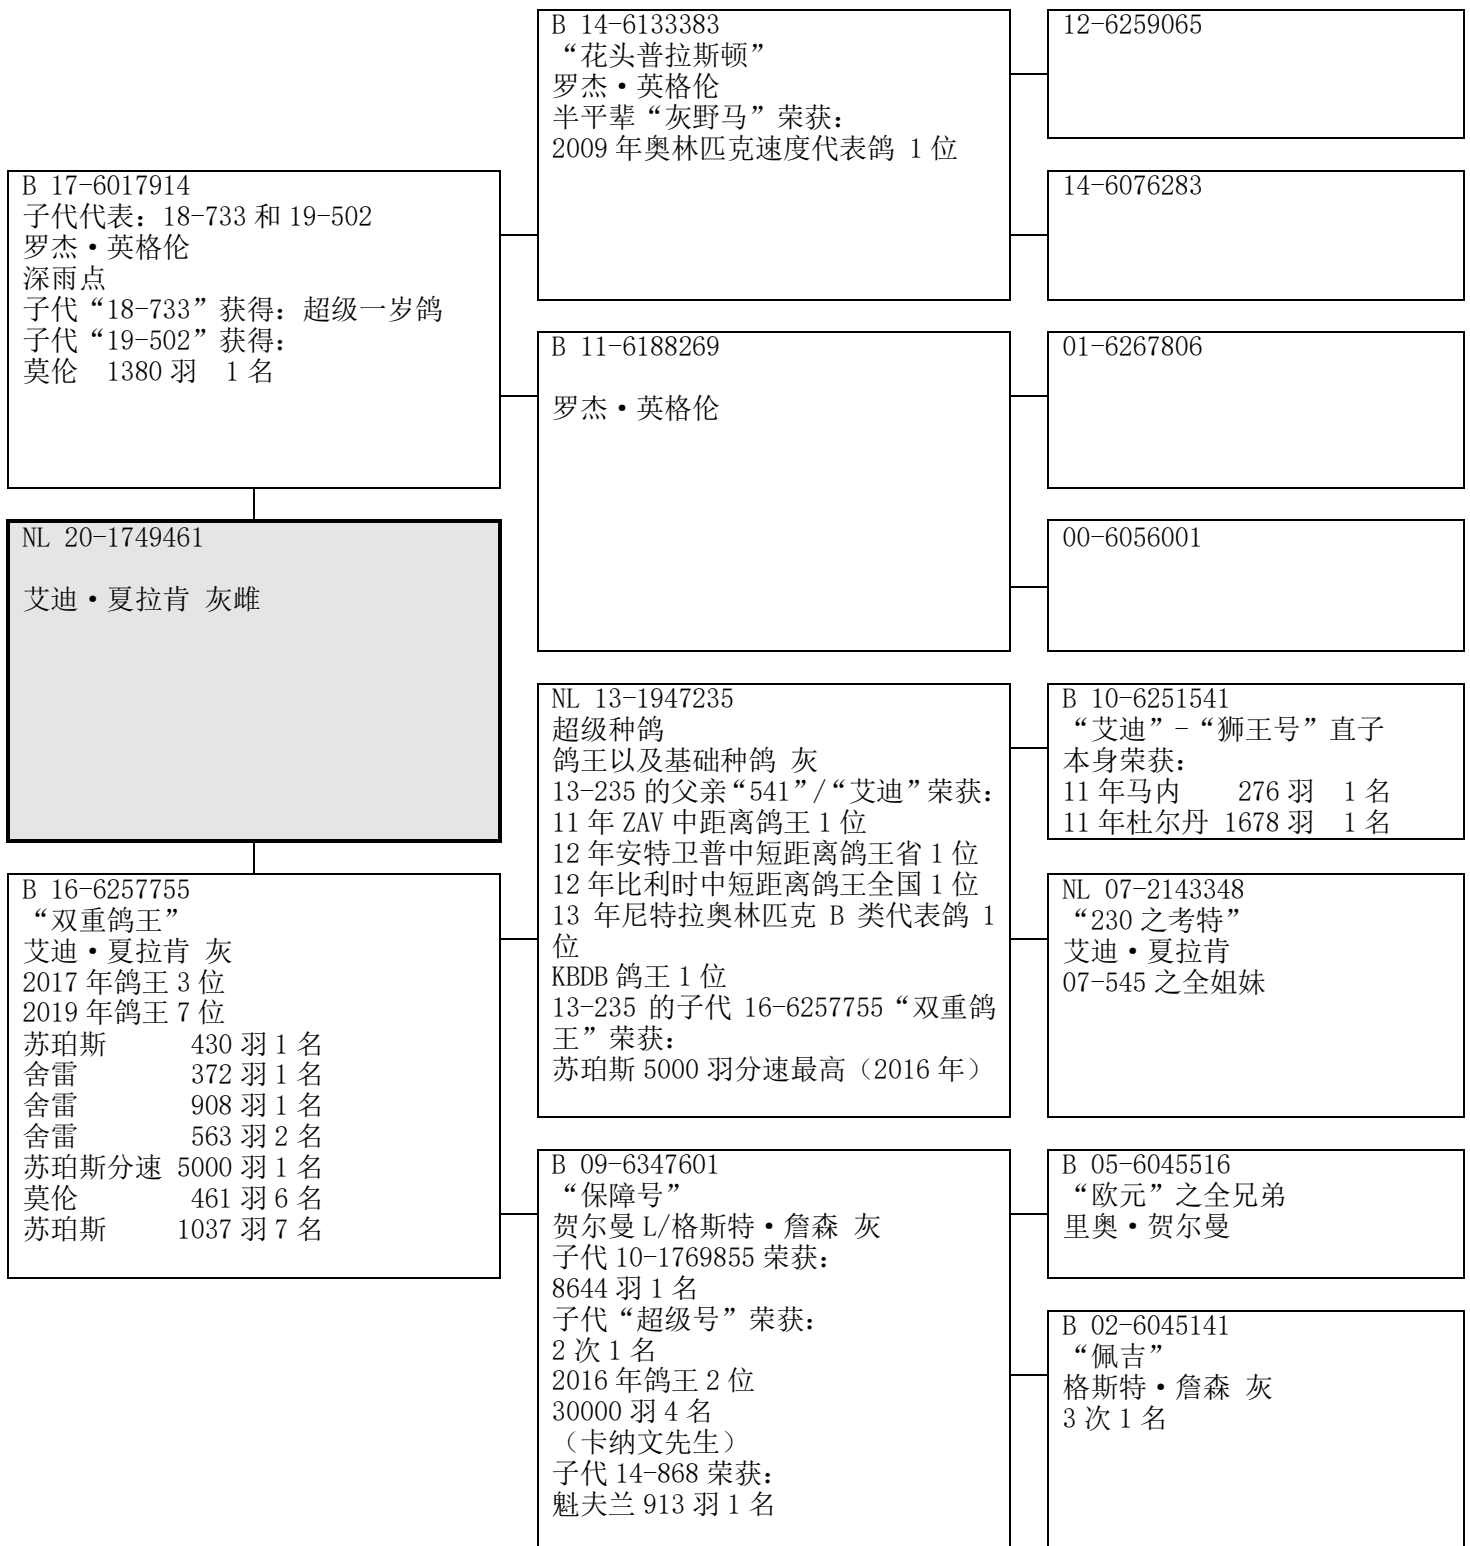 B 17-6017914
子代代表：18-733 和 19-502
罗杰·英格伦
深雨点
子代“18-733”获得：超级一岁鸽
子代“19-502”获得：
莫伦 1380 羽 1 名
NL 20-1749461
艾迪·夏拉肯 灰雌
B 16-6257755
“双重鸽王”
艾迪·夏拉肯 灰
2017 年鸽王 3 位
2019 年鸽王 7 位
苏珀斯 430 羽 1 名
舍雷 372 羽 1 名
舍雷 908 羽 1 名
舍雷 563 羽 2 名
苏珀斯分速 5000 羽 1 名
莫伦 461 羽 6 名
苏珀斯 1037 羽 7 名
B 14-6133383
“花头普拉斯顿”
罗杰·英格伦
半平辈“灰野马”荣获：
2009 年奥林匹克速度代表鸽 1 位
B 11-6188269
罗杰·英格伦
NL 13-1947235
超级种鸽
鸽王以及基础种鸽 灰
13-235 的父亲“541”/“艾迪”荣获：
11 年 ZAV 中距离鸽王 1 位
12 年安特卫普中短距离鸽王省 1 位
12 年比利时中短距离鸽王全国 1 位
13 年尼特拉奥林匹克 B 类代表鸽 1
位
KBDB 鸽王 1 位
13-235 的子代 16-6257755“双重鸽
王”荣获：
苏珀斯 5000 羽分速最高（2016 年）
B 09-6347601
“保障号”
贺尔曼 L/格斯特·詹森 灰
子代 10-1769855 荣获：
8644 羽 1 名
子代“超级号”荣获：
2 次 1 名
2016 年鸽王 2 位
30000 羽 4 名
（卡纳文先生）
子代 14-868 荣获：
魁夫兰 913 羽 1 名
12-6259065
14-6076283
01-6267806
00-6056001
B 10-6251541
“艾迪”-“狮王号”直子
本身荣获：
11 年马内 276 羽 1 名
11 年杜尔丹 1678 羽 1 名
NL 07-2143348
“230 之考特”
艾迪·夏拉肯
07-545 之全姐妹
B 05-6045516
“欧元”之全兄弟
里奥·贺尔曼
B 02-6045141
“佩吉”
格斯特·詹森 灰
3 次 1 名